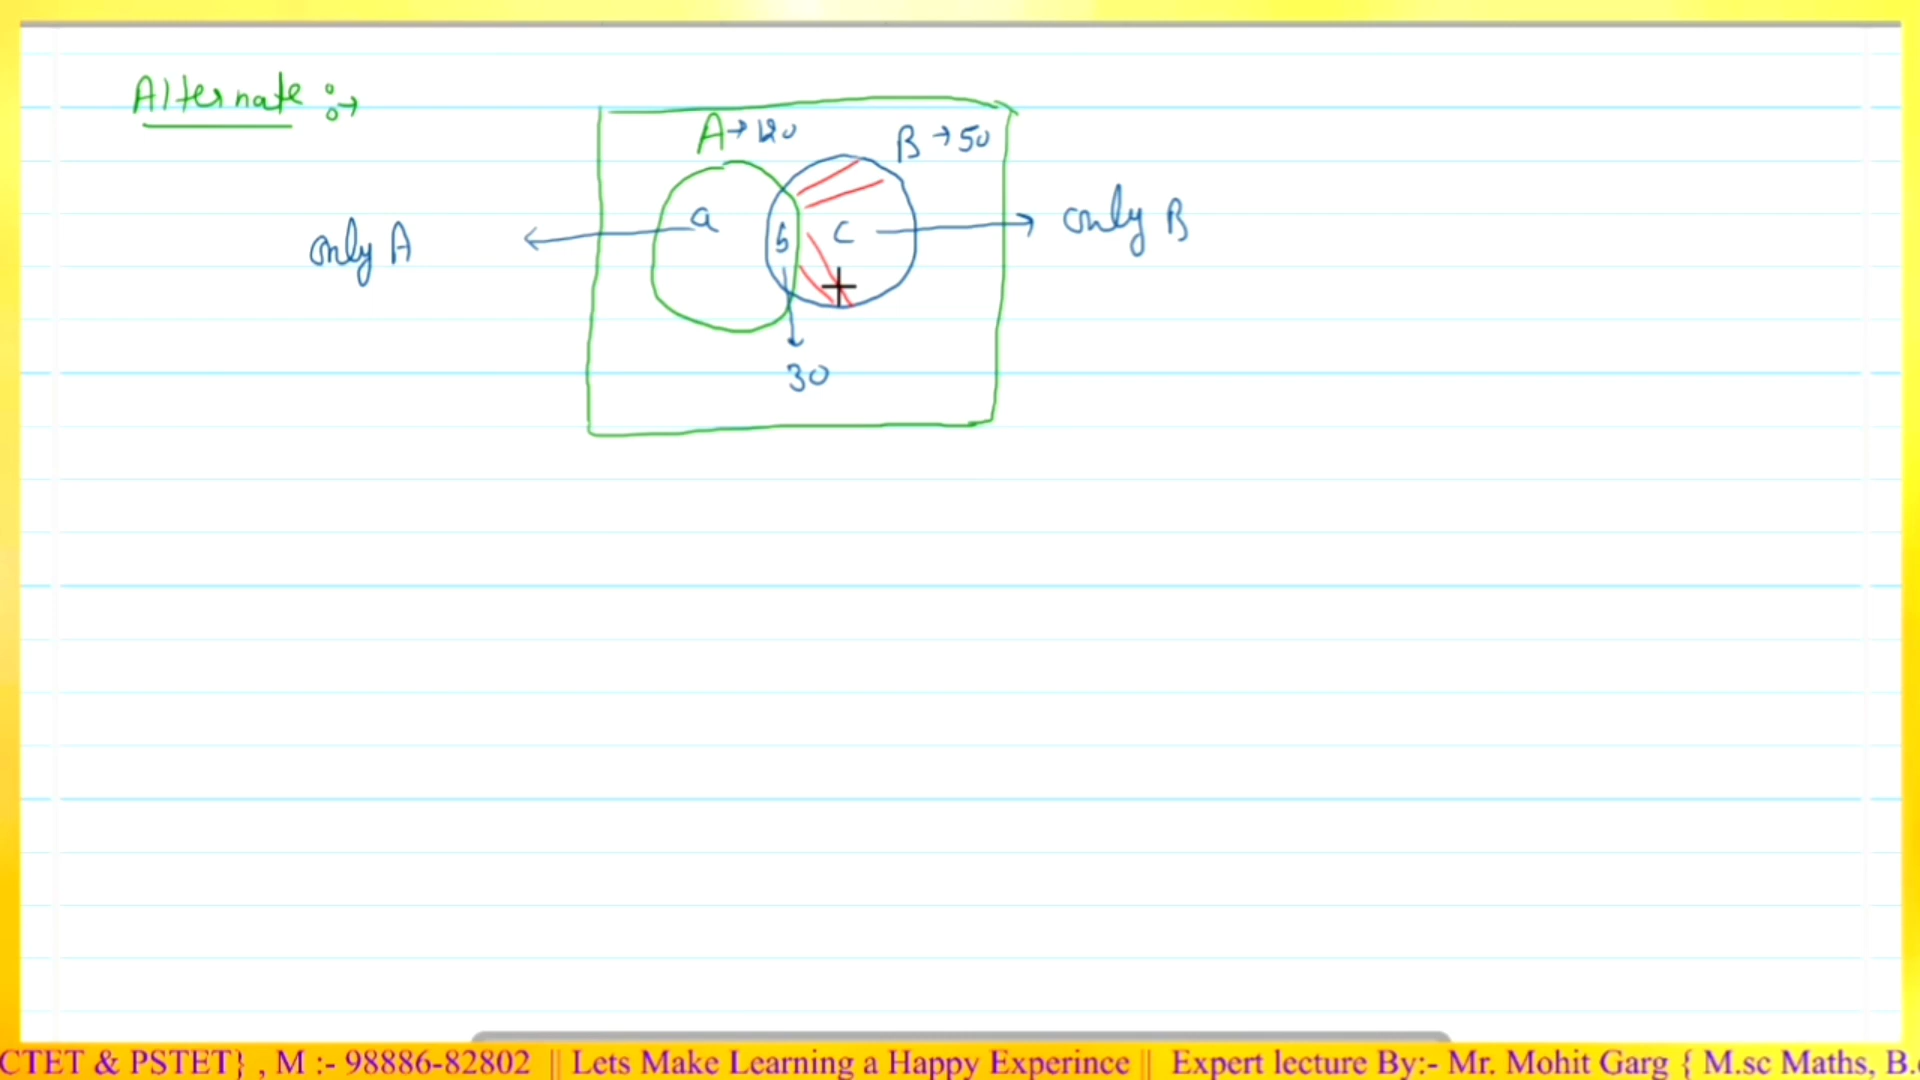 Alternate :→
A → 120
B → 50
only A
a
b
c
only B
30
CTET & PSTET} , M :- 98886-82802 || Lets Make Learning a Happy Experince || Expert lecture By:- Mr. Mohit Garg { M.sc Maths, B.